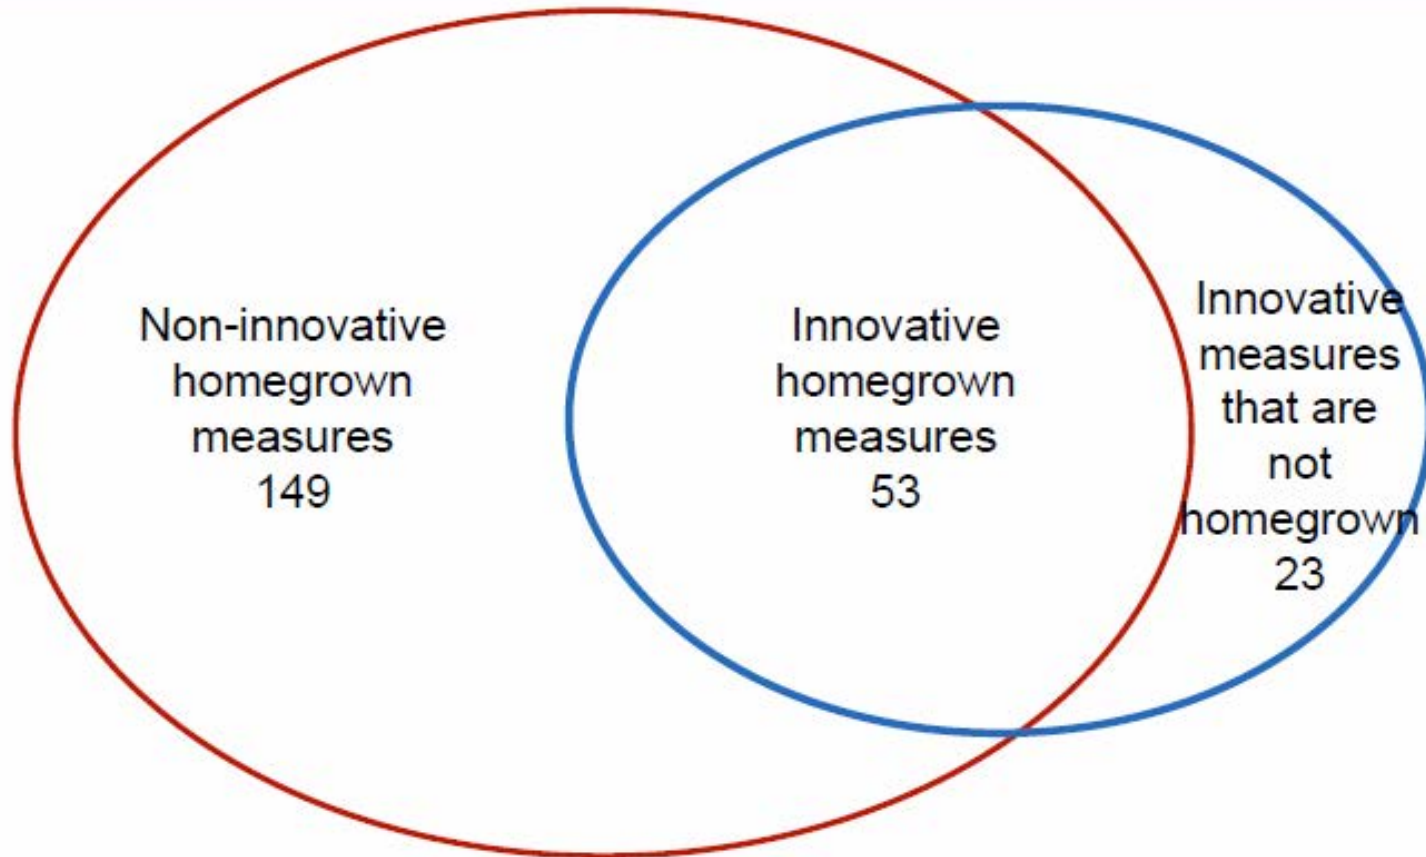 Non-innovative
homegrown
measures
149
Innovative
homegrown
measures
53
Innovative
measures
that are
not
homegrown
23